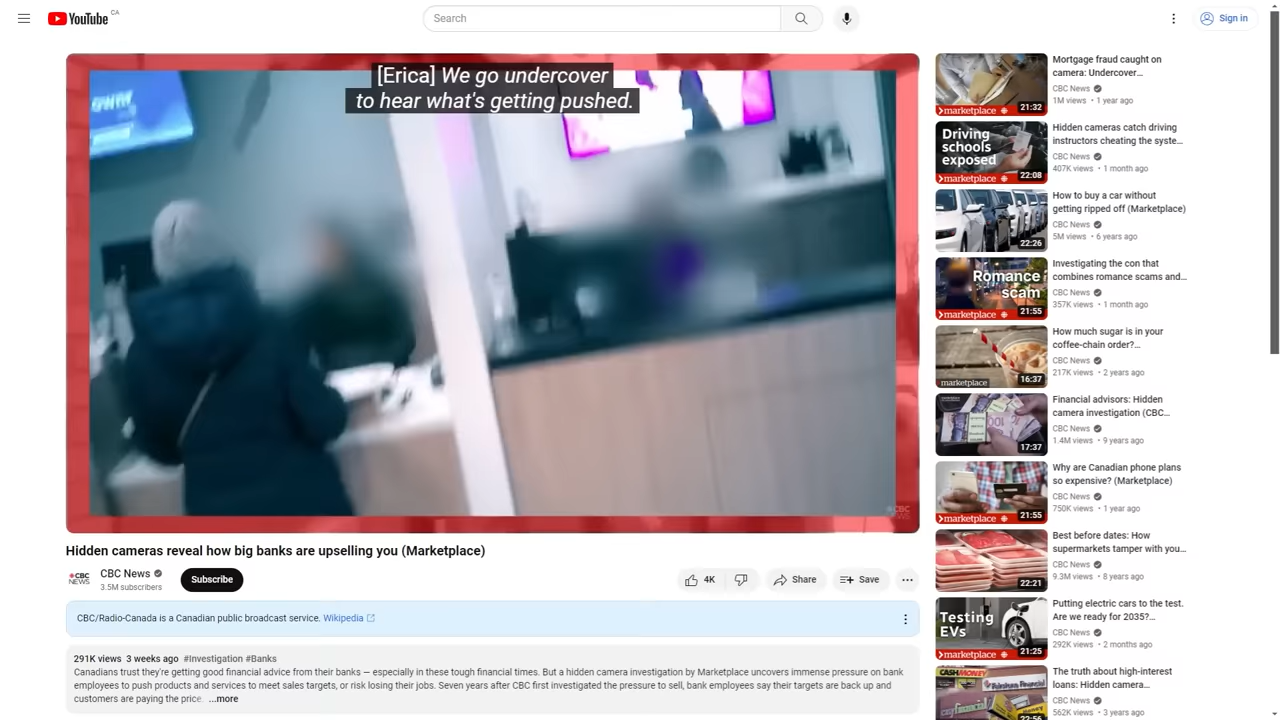 YouTube
CA
Search
Sign in
[Erica] We go undercover
to hear what's getting pushed.
CBC
NEWS
Hidden cameras reveal how big banks are upselling you (Marketplace)
CBC
NEWS
CBC News
3.5M subscribers
Subscribe
4K
Share
Save
CBC/Radio-Canada is a Canadian public broadcast service. Wikipedia
291K views 3 weeks ago #Investigation #Banks
Canadians trust they're getting good financial service from their banks — especially in these tough financial times. But a hidden camera investigation by Marketplace uncovers immense pressure on bank
employees to push products and services to meet sales targets or risk losing their jobs. Seven years after CBC first investigated the pressure to sell, bank employees say their targets are back up and
customers are paying the price. ...more
marketplace
21:32
Mortgage fraud caught on
camera: Undercover...
CBC News
1M views • 1 year ago
Driving
schools
exposed
22:08
marketplace
Hidden cameras catch driving
instructors cheating the syste...
CBC News
407K views • 1 month ago
22:26
How to buy a car without
getting ripped off (Marketplace)
CBC News
5M views • 6 years ago
Romance
scam
21:55
marketplace
Investigating the con that
combines romance scams and...
CBC News
357K views • 1 month ago
marketplace
16:37
How much sugar is in your
coffee-chain order?...
CBC News
217K views • 2 years ago
17:37
Financial advisors: Hidden
camera investigation (CBC...
CBC News
1.4M views • 9 years ago
21:55
marketplace
Why are Canadian phone plans
so expensive? (Marketplace)
CBC News
750K views • 1 year ago
22:21
Best before dates: How
supermarkets tamper with you...
CBC News
9.3M views • 8 years ago
Testing
EVs
21:25
marketplace
Putting electric cars to the test.
Are we ready for 2035?...
CBC News
292K views • 2 months ago
CASH MONEY
22:56
The truth about high-interest
loans: Hidden camera...
CBC News
562K views • 3 years ago